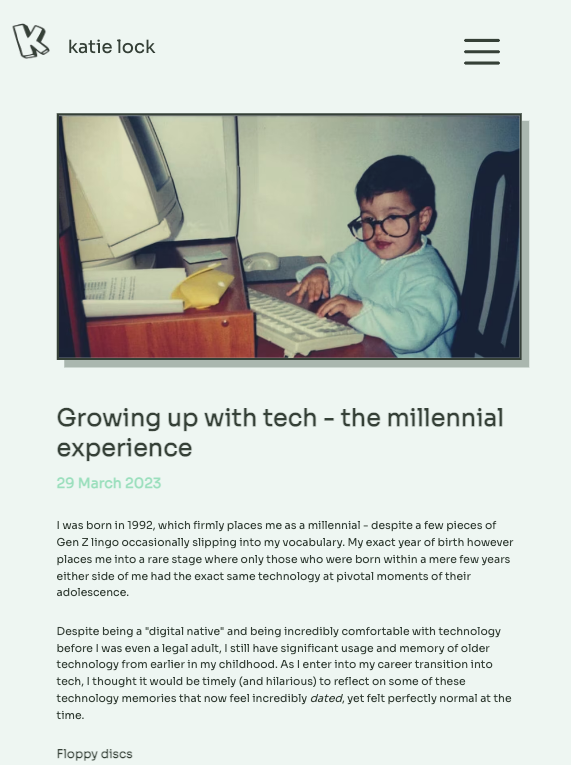 K
katie lock
Growing up with tech - the millennial
experience
29 March 2023
I was born in 1992, which firmly places me as a millennial - despite a few pieces of
Gen Z lingo occasionally slipping into my vocabulary. My exact year of birth however
places me into a rare stage where only those who were born within a mere few years
either side of me had the exact same technology at pivotal moments of their
adolescence.
Despite being a "digital native" and being incredibly comfortable with technology
before I was even a legal adult, I still have significant usage and memory of older
technology from earlier in my childhood. As I enter into my career transition into
tech, I thought it would be timely (and hilarious) to reflect on some of these
technology memories that now feel incredibly dated, yet felt perfectly normal at the
time.
Floppy discs